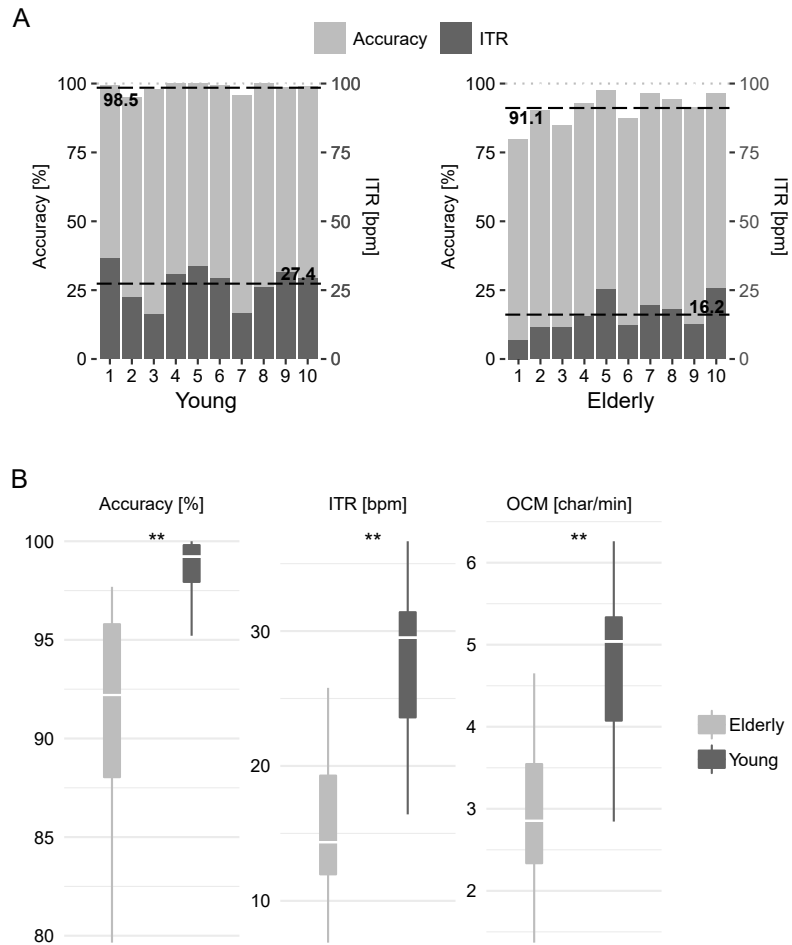 A
Accuracy ITR
100
75
50
25
0
Accuracy [%]
98.5
27.4
100
75
50
25
0
ITR [bpm]
1 2 3 4 5 6 7 8 9 10
Young
100
75
50
25
0
Accuracy [%]
91.1
16.2
100
75
50
25
0
ITR [bpm]
1 2 3 4 5 6 7 8 9 10
Elderly
B
Accuracy [%]
**
100
95
90
85
80
ITR [bpm]
**
30
20
10
OCM [char/min]
**
6
5
4
3
2
Elderly
Young